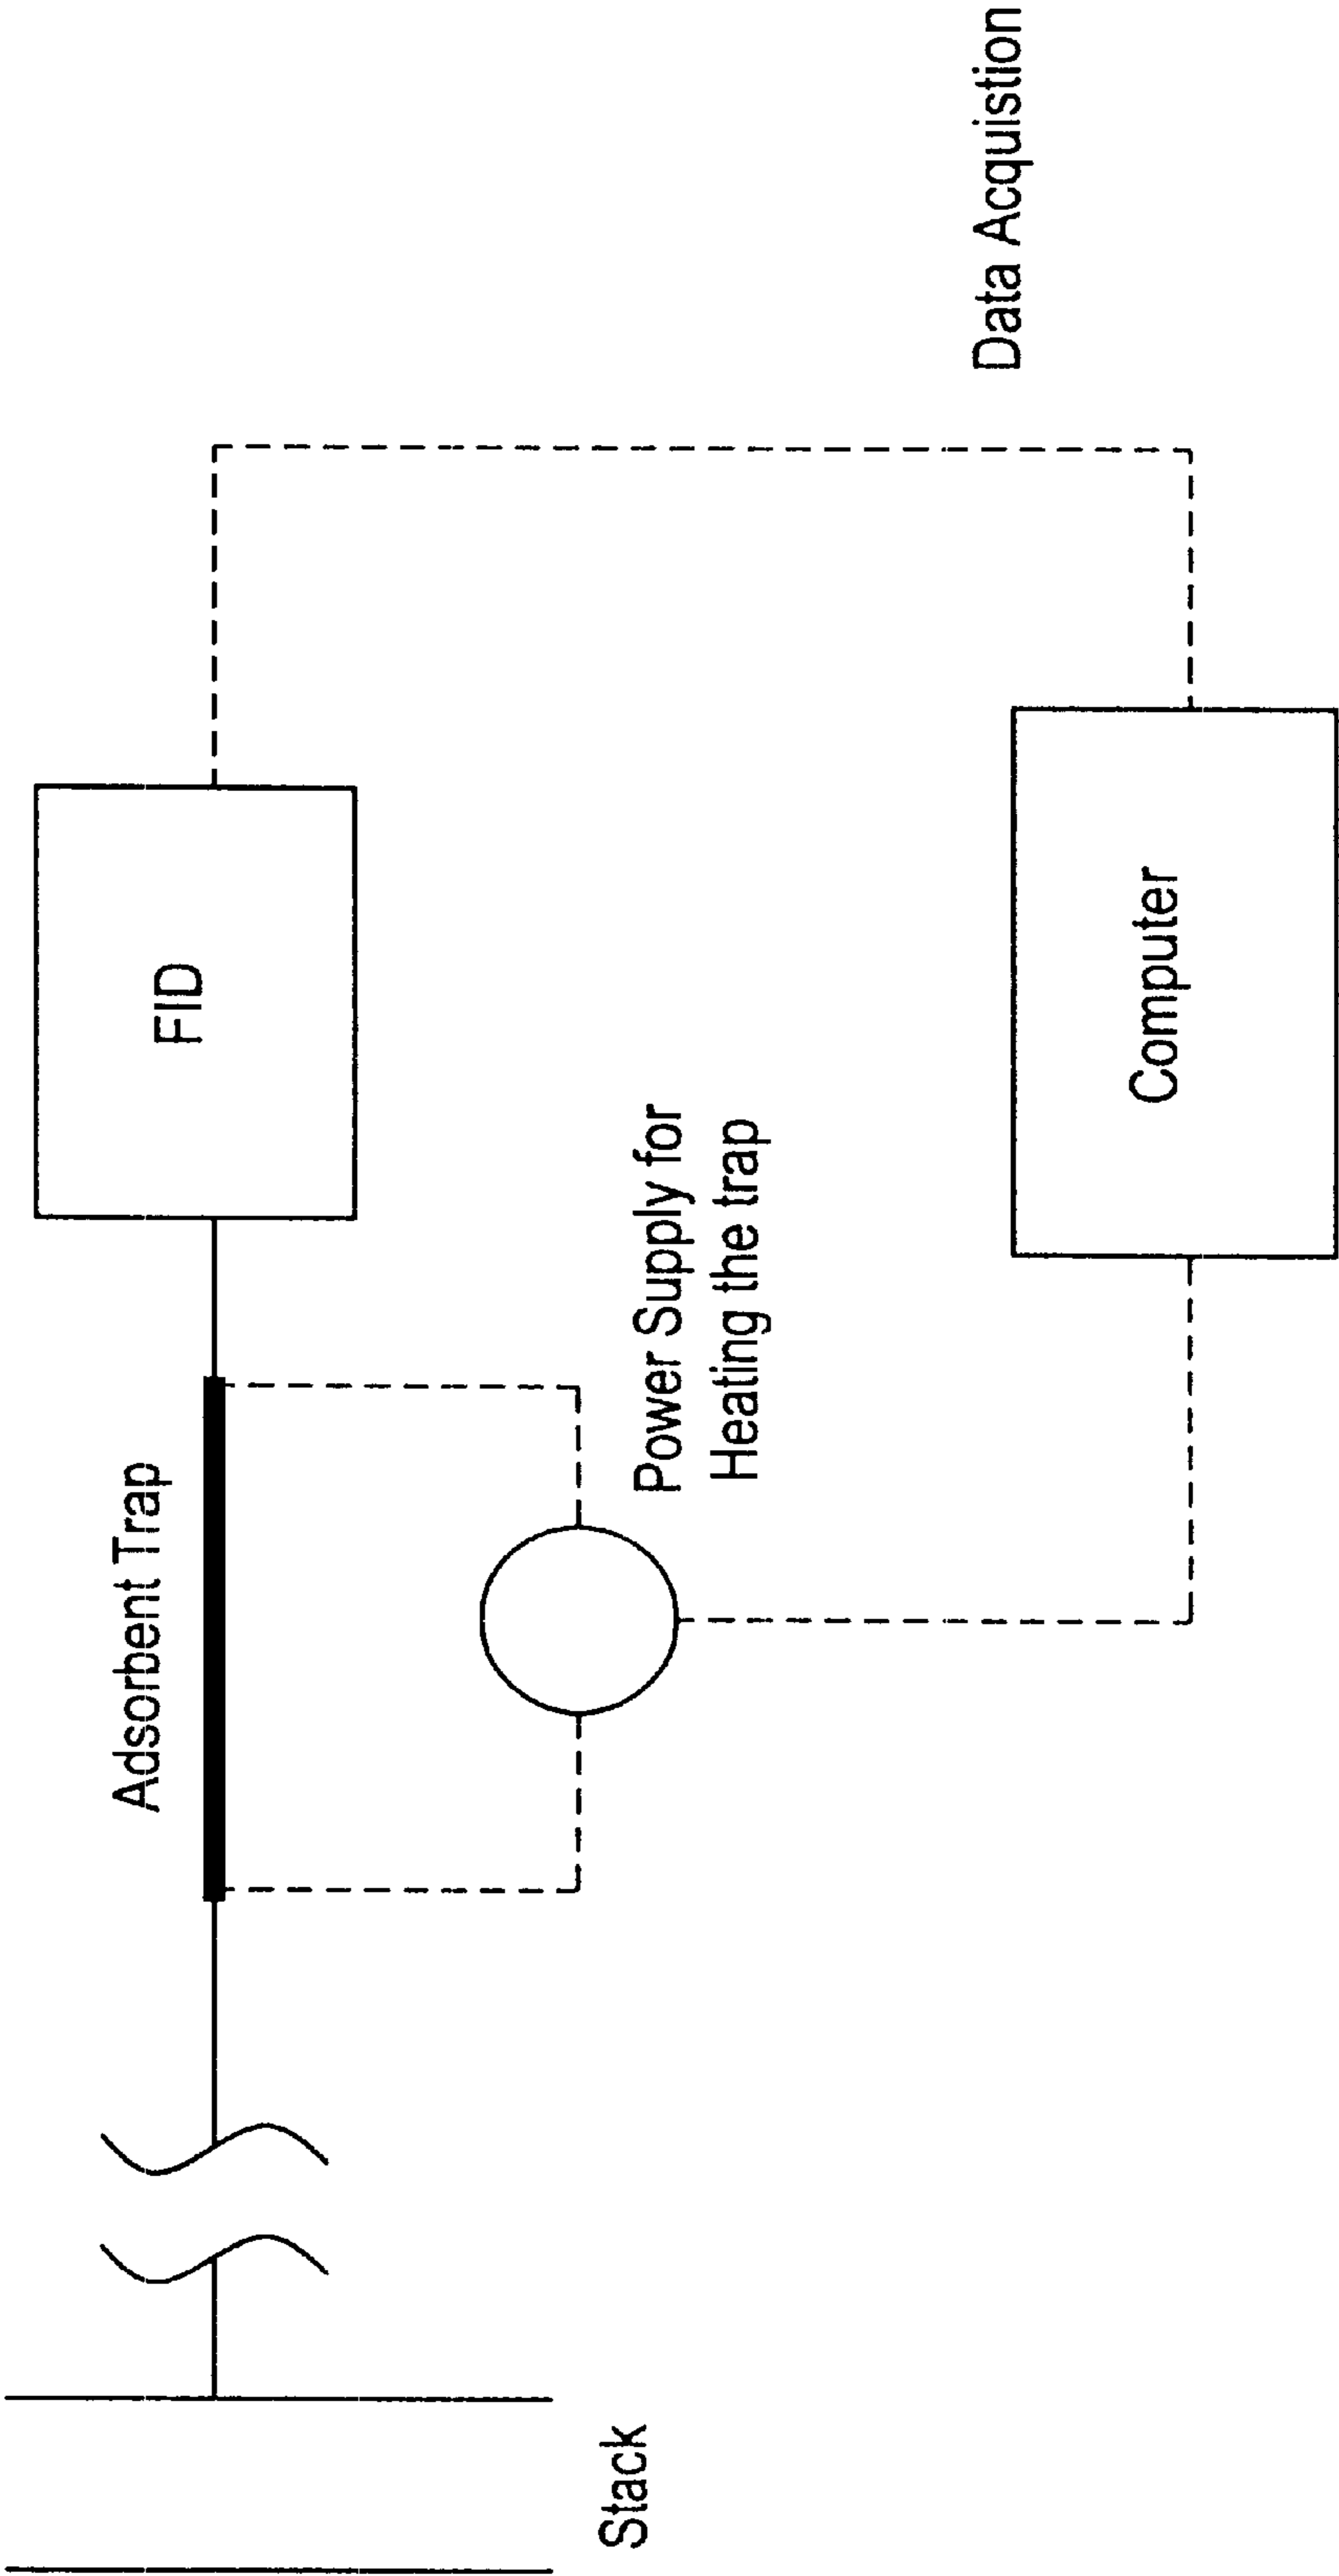 Adsorbent Trap
FID
Power Supply for
Heating the trap
Stack
Computer
Data Acquistion